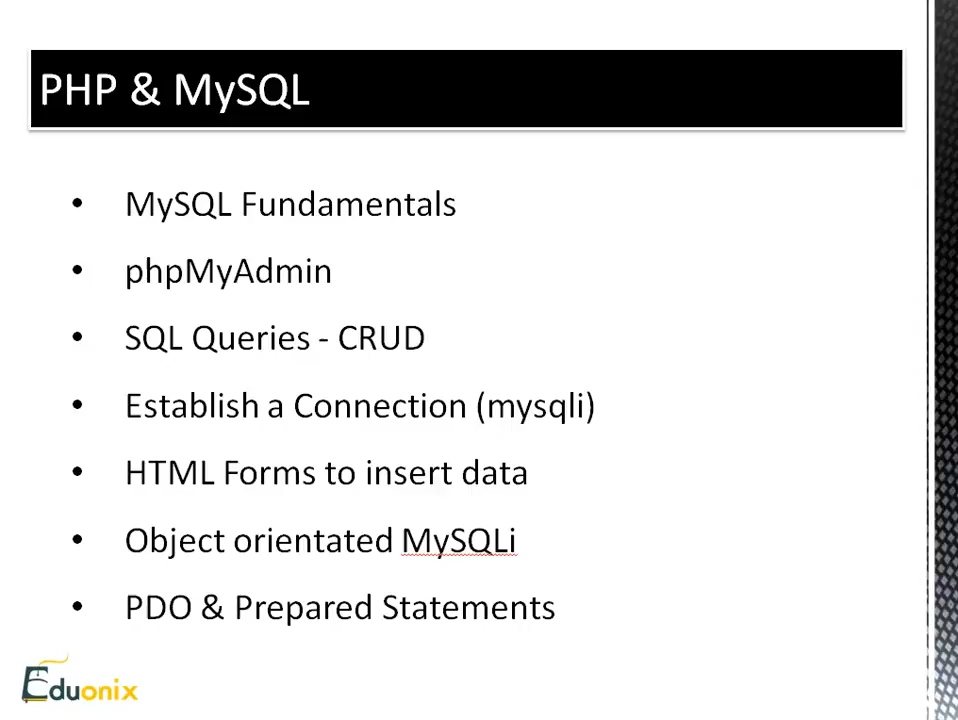 PHP & MySQL
• MySQL Fundamentals
• phpMyAdmin
• SQL Queries - CRUD
• Establish a Connection (mysqli)
• HTML Forms to insert data
• Object orientated MySQLi
• PDO & Prepared Statements
Eduonix